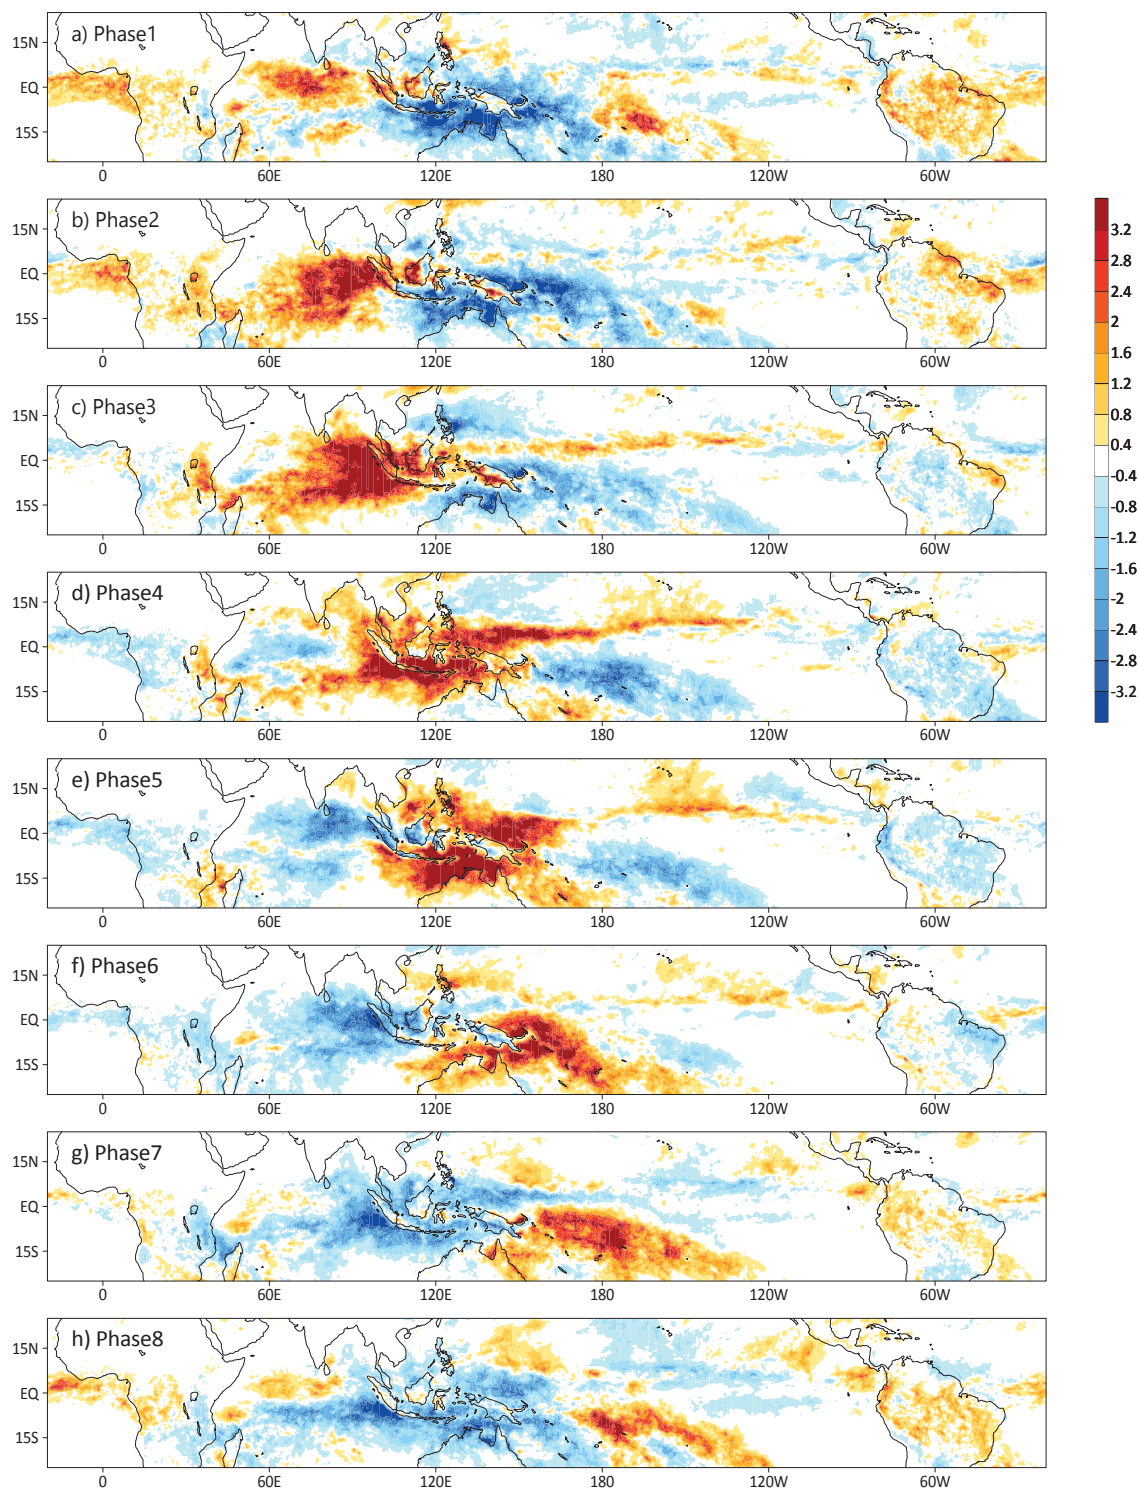 a) Phase1
15N
EQ
15S
0 60E 120E 180 120W 60W
b) Phase2
15N
EQ
15S
0 60E 120E 180 120W 60W
c) Phase3
15N
EQ
15S
0 60E 120E 180 120W 60W
d) Phase4
15N
EQ
15S
0 60E 120E 180 120W 60W
e) Phase5
15N
EQ
15S
0 60E 120E 180 120W 60W
f) Phase6
15N
EQ
15S
0 60E 120E 180 120W 60W
g) Phase7
15N
EQ
15S
0 60E 120E 180 120W 60W
h) Phase8
15N
EQ
15S
0 60E 120E 180 120W 60W
3.2
2.8
2.4
2
1.6
1.2
0.8
0.4
-0.4
-0.8
-1.2
-1.6
-2
-2.4
-2.8
-3.2